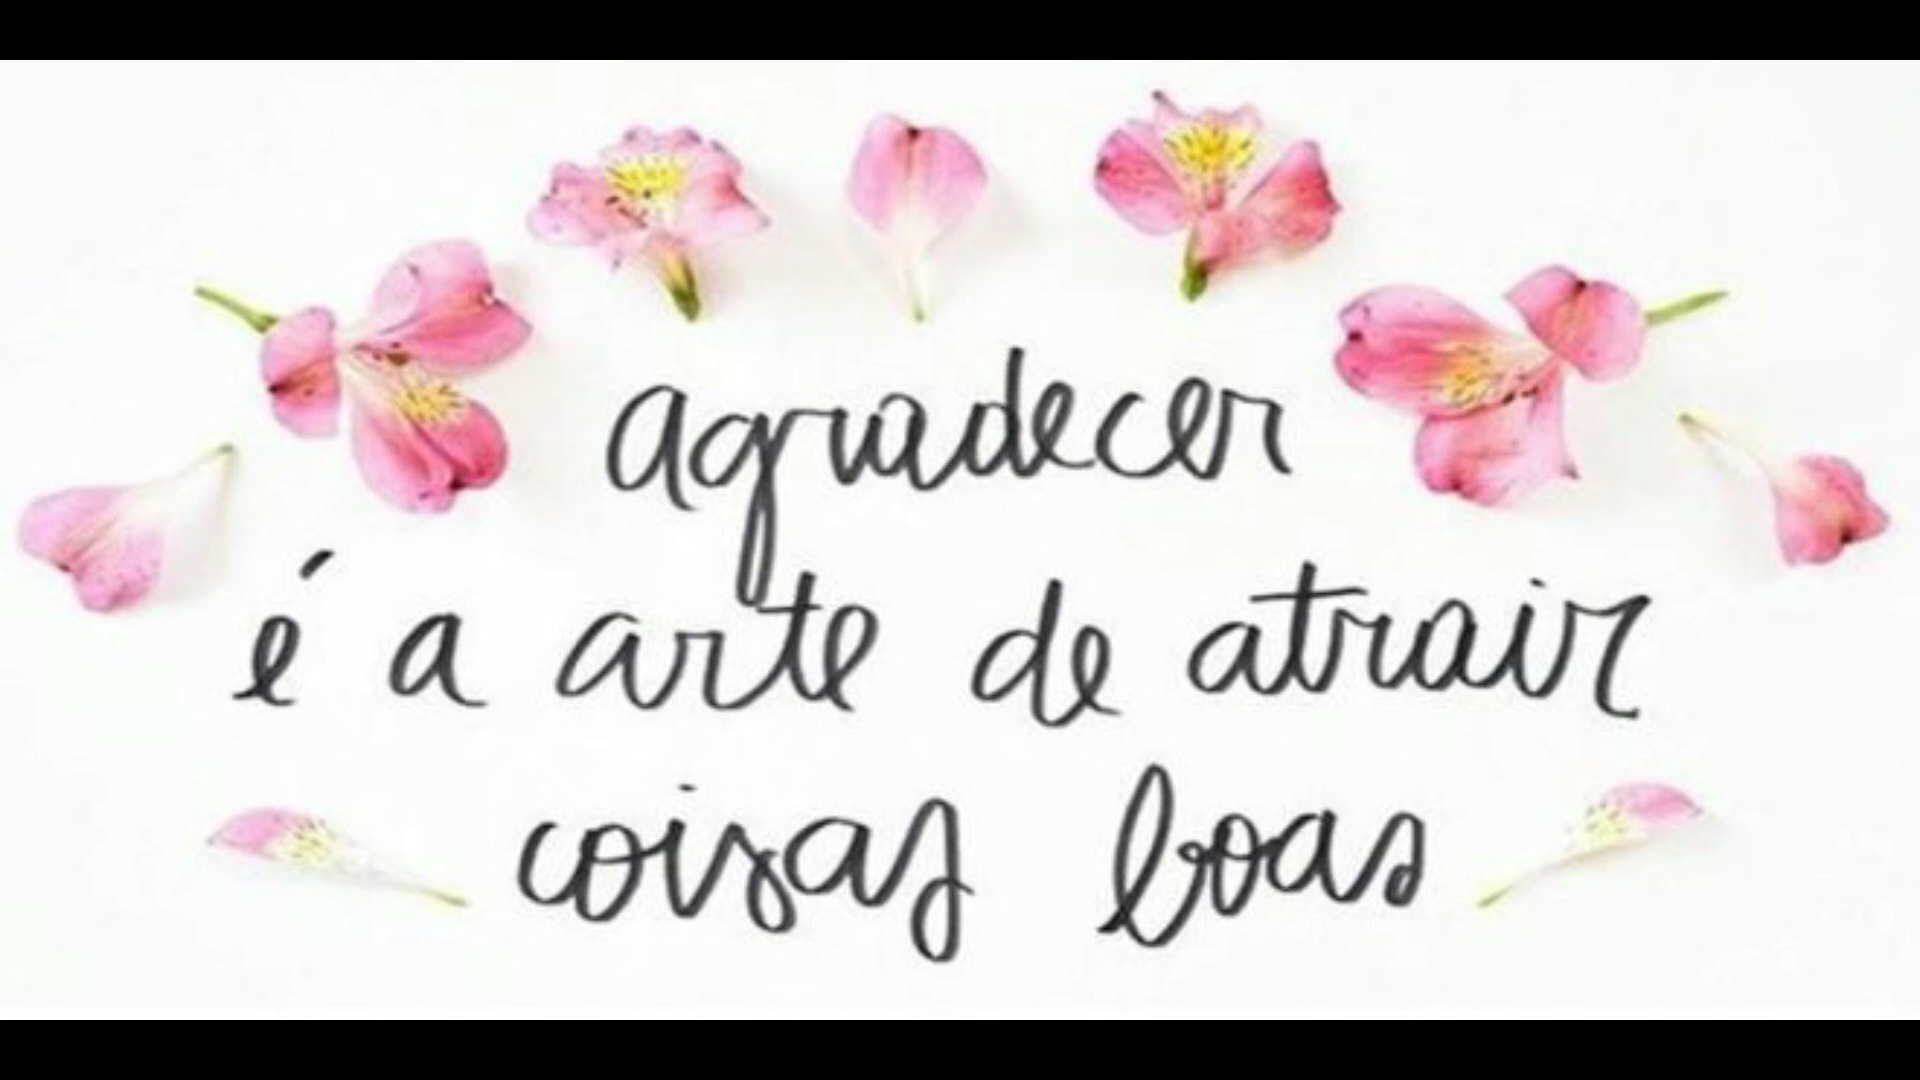 agradecer
é a arte de atrair
coisas boas